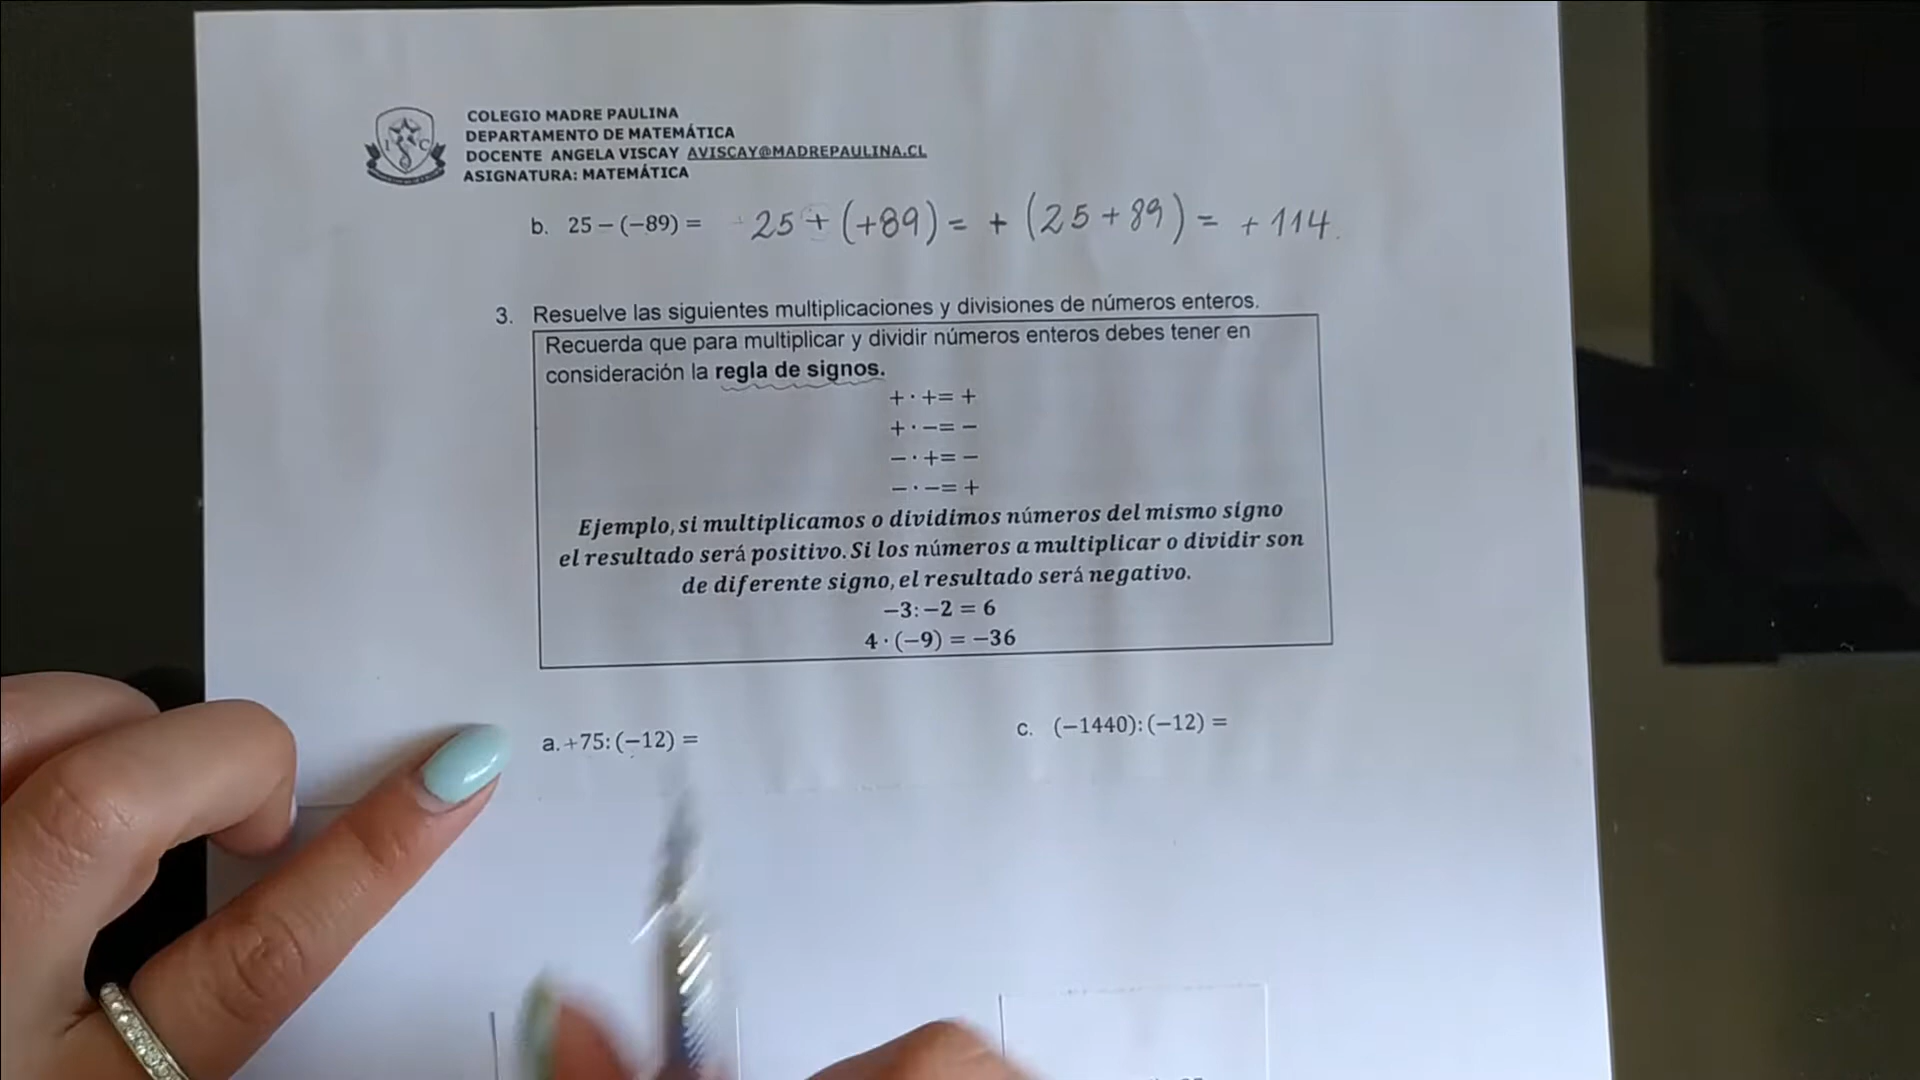 COLEGIO MADRE PAULINA
DEPARTAMENTO DE MATEMÁTICA
DOCENTE ANGELA VISCAY AVISCAY@MADREPAULINA.CL
ASIGNATURA: MATEMÁTICA
b. 25 − (−89) = 25 + (+89) = + (25 + 89) = + 114.
3. Resuelve las siguientes multiplicaciones y divisiones de números enteros.
Recuerda que para multiplicar y dividir números enteros debes tener en
consideración la regla de signos.
+ · += +
+ · −= −
− · += −
− · −= +
Ejemplo, si multiplicamos o dividimos números del mismo signo
el resultado será positivo. Si los números a multiplicar o dividir son
de diferente signo, el resultado será negativo.
−3: −2 = 6
4 · (−9) = −36
a. +75: (−12) =
c. (−1440): (−12) =